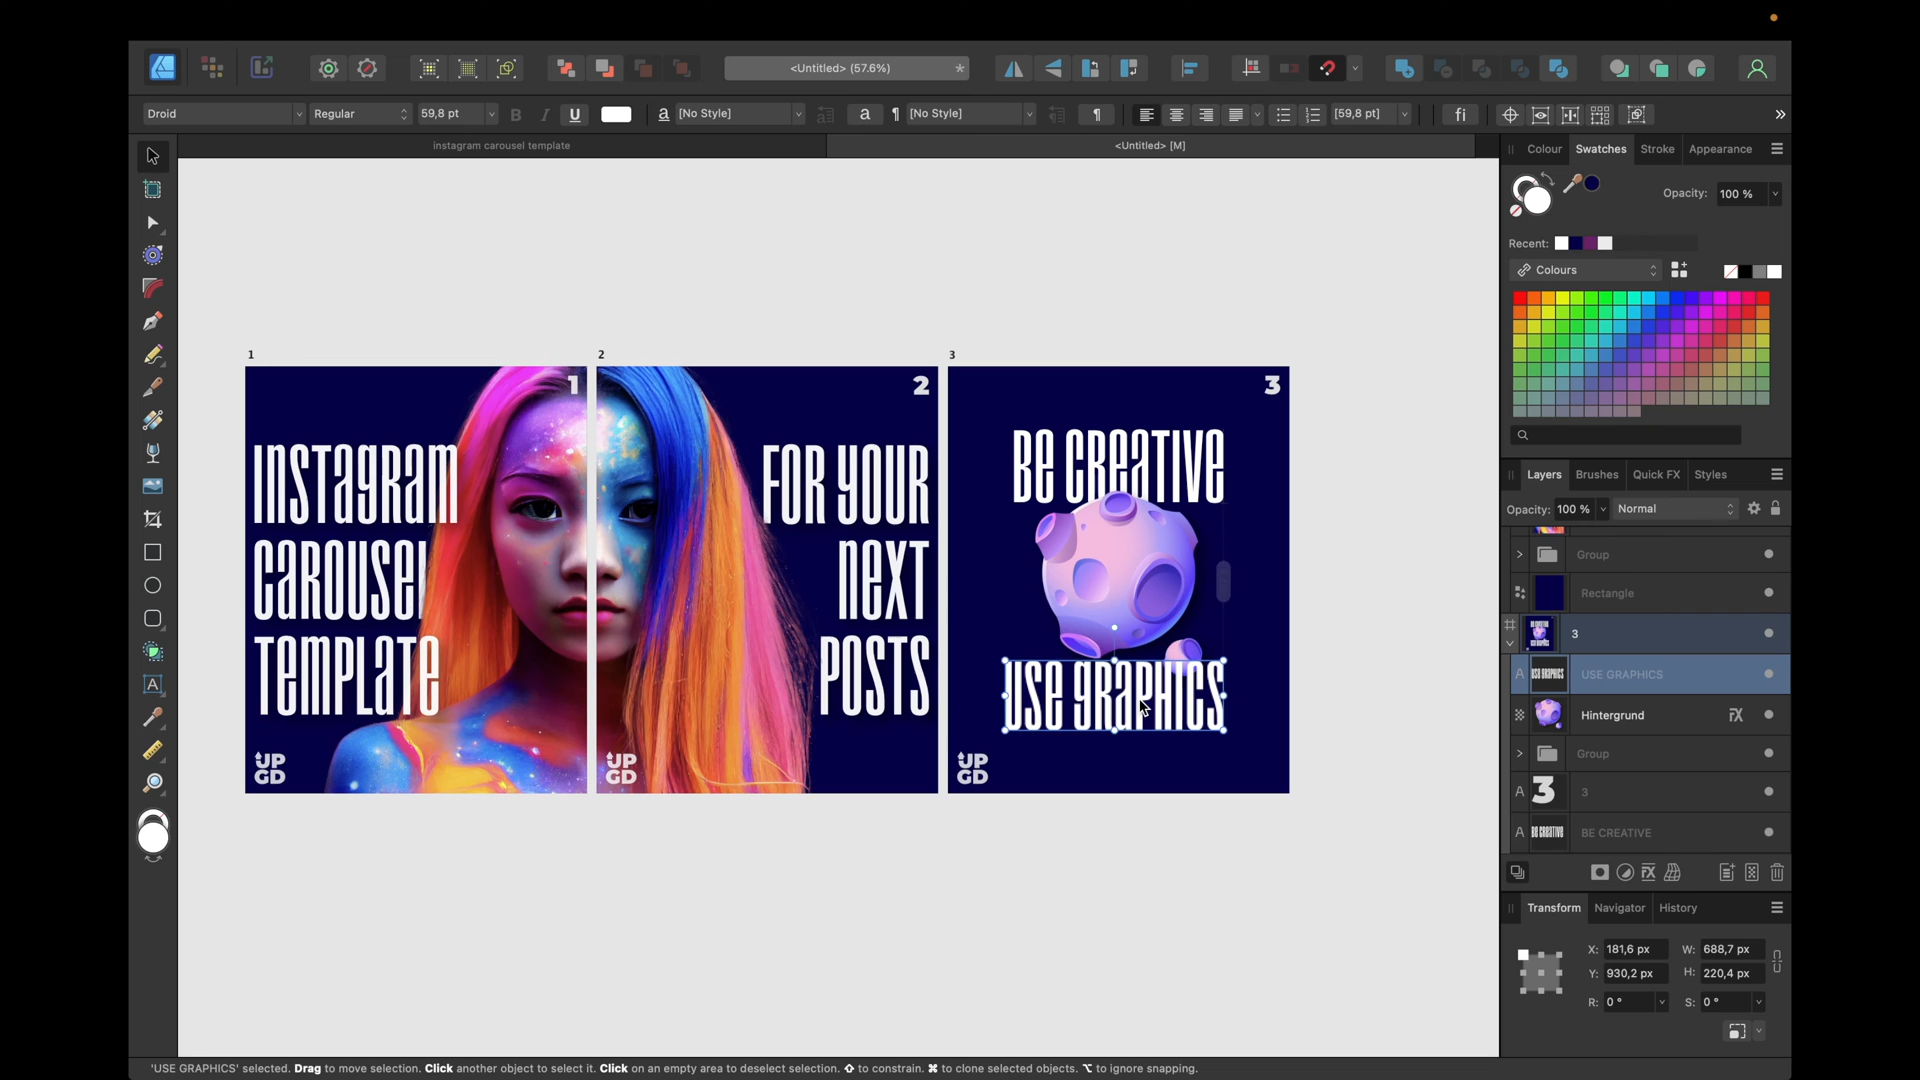 <Untitled> (57.6%)
*
Droid
Regular
59,8 pt
B I U
a [No Style]
a
¶ [No Style]
¶
[59,8 pt]
fi
instagram carousel template
<Untitled> [M]
Colour Swatches Stroke Appearance
Opacity: 100 %
Recent:
Colours
1
2
3
1
INSTAGRAM
CAROUSEL
TEMPLATE
UP
GD
2
FOR YOUR
NEXT
POSTS
UP
GD
3
BE CREATIVE
USE GRAPHICS
UP
GD
Layers Brushes Quick FX Styles
Opacity: 100 % Normal
Group
Rectangle
3
A USE GRAPHICS
Hintergrund
Group
A 3 3
A BE CREATIVE BE CREATIVE
Transform Navigator History
X: 181,6 px W: 688,7 px
Y: 930,2 px H: 220,4 px
R: 0 ° S: 0 °
'USE GRAPHICS' selected. Drag to move selection. Click another object to select it. Click on an empty area to deselect selection. ⇧ to constrain. ⌘ to clone selected objects. ⌥ to ignore snapping.